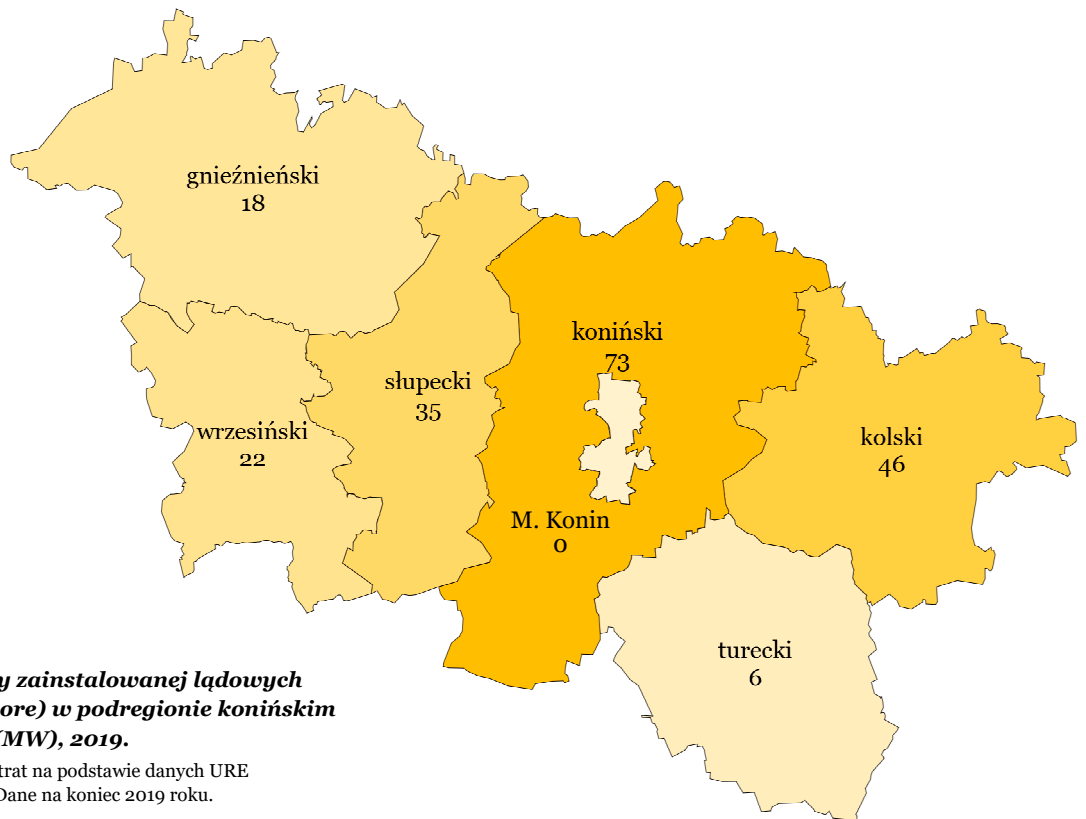 gnieźnieński
18
koniński
73
słupecki
35
wrzesiński
22
kolski
46
M. Konin
0
turecki
6
y zainstalowanej lądowych
ore) w podregionie konińskim
(MW), 2019.
trat na podstawie danych URE
Dane na koniec 2019 roku.